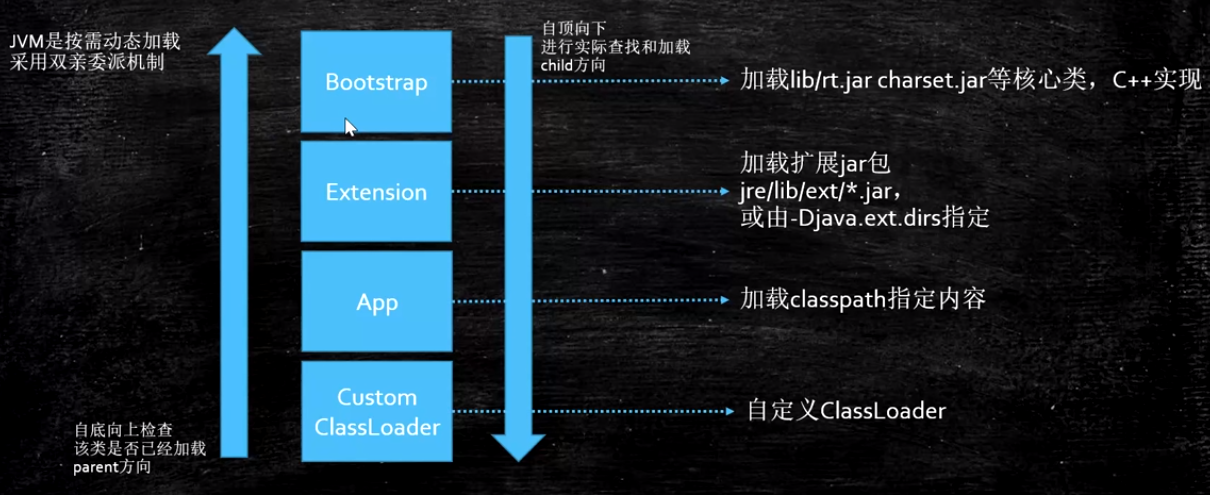 JVM是按需动态加载
采用双亲委派机制
自顶向下
进行实际查找和加载
child方向
Bootstrap
加载lib/rt.jar charset.jar等核心类，C++实现
Extension
加载扩展jar包
jre/lib/ext/*.jar，
或由-Djava.ext.dirs指定
App
加载classpath指定内容
Custom
ClassLoader
自定义ClassLoader
自底向上检查
该类是否已经加载
parent方向